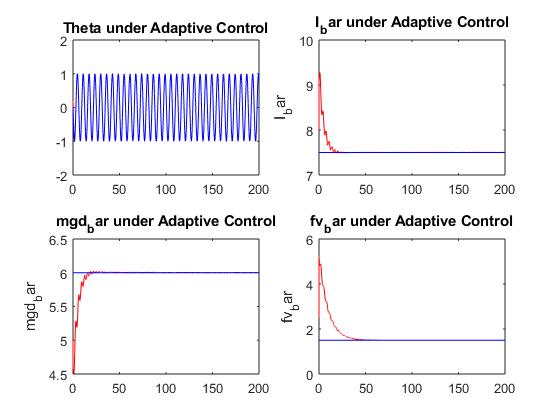 Theta under Adaptive Control
2
1
0
-1
-2
0 50 100 150 200
I_bar under Adaptive Control
I_bar
10
9
8
7
0 50 100 150 200
mgd_bar under Adaptive Control
mgd_bar
6.5
6
5.5
5
4.5
0 50 100 150 200
fv_bar under Adaptive Control
fv_bar
6
4
2
0
0 50 100 150 200